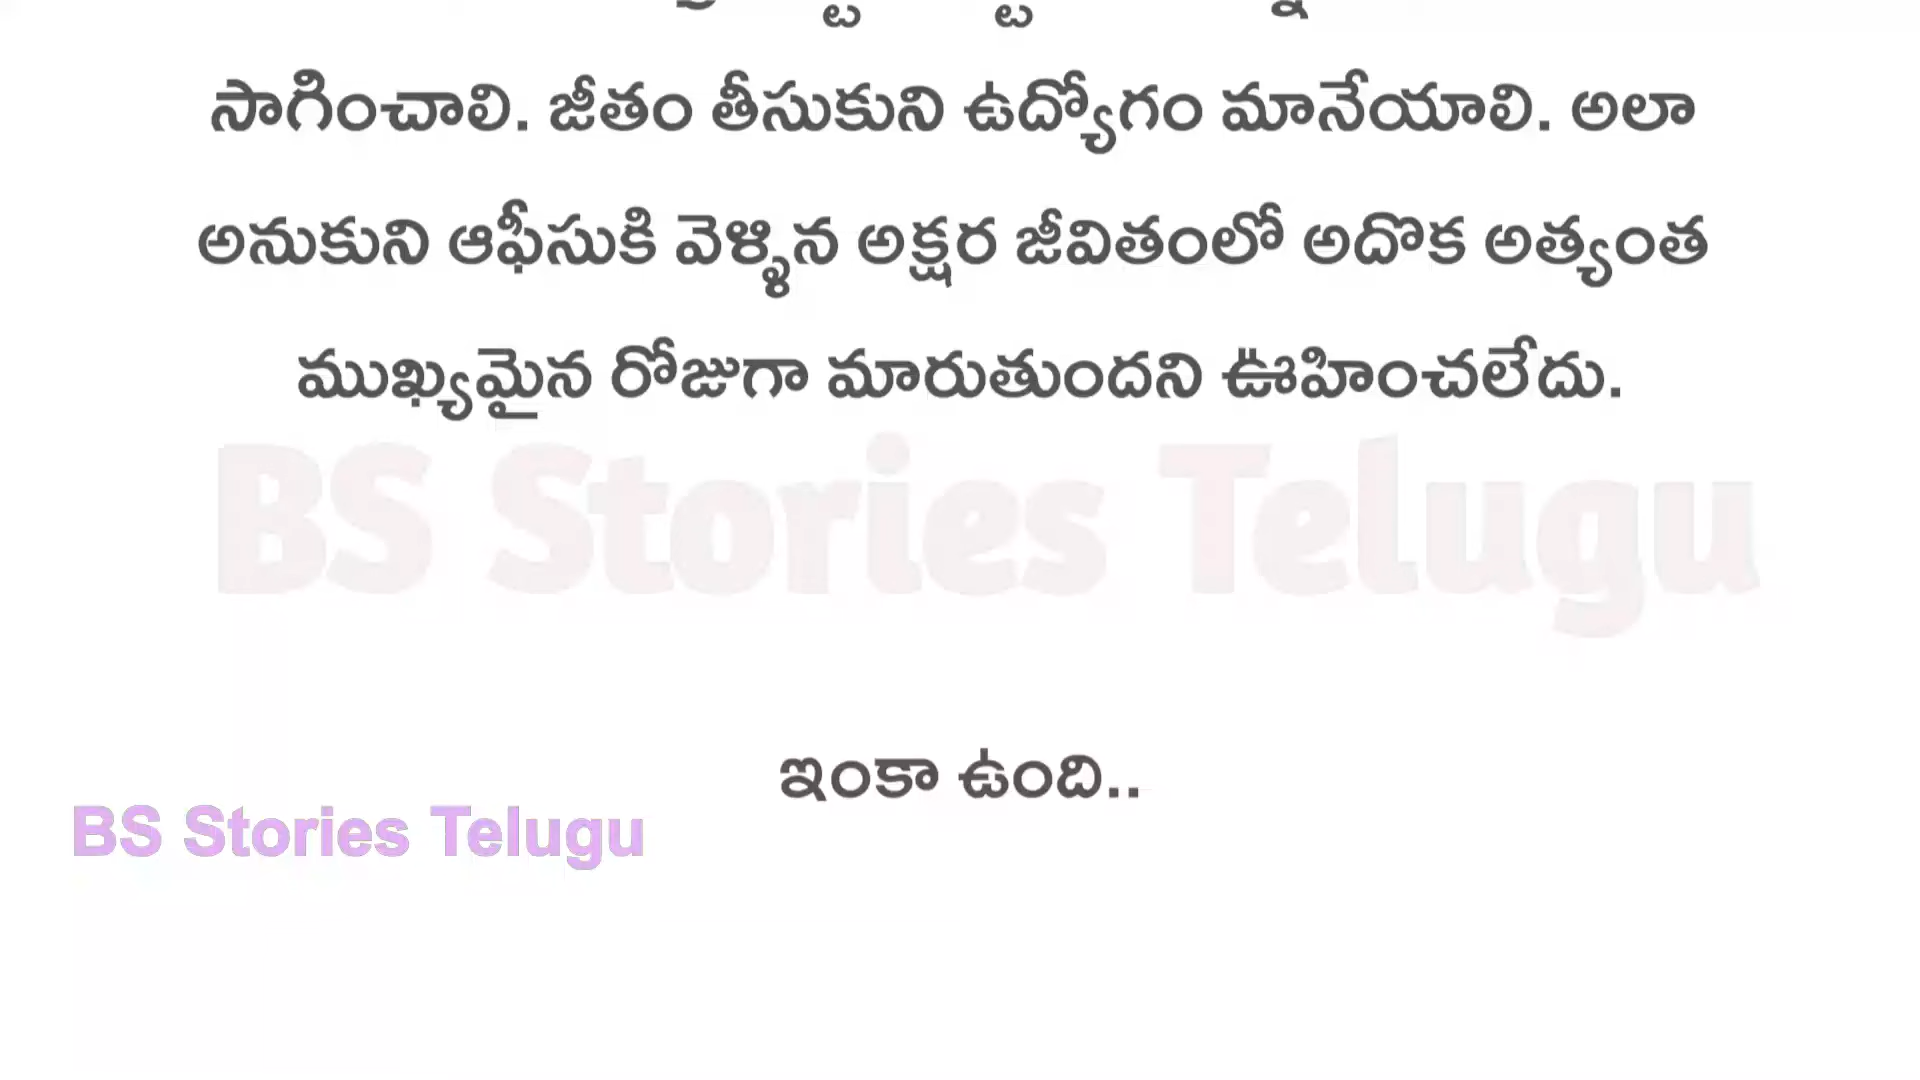 సాగించాలి. జీతం తీసుకుని ఉద్యోగం మానేయాలి. అలా
అనుకుని ఆఫీసుకి వెళ్ళిన అక్షర జీవితంలో అదొక అత్యంత
ముఖ్యమైన రోజుగా మారుతుందని ఊహించలేదు.
BS Stories Telugu
ఇంకా ఉంది..
BS Stories Telugu